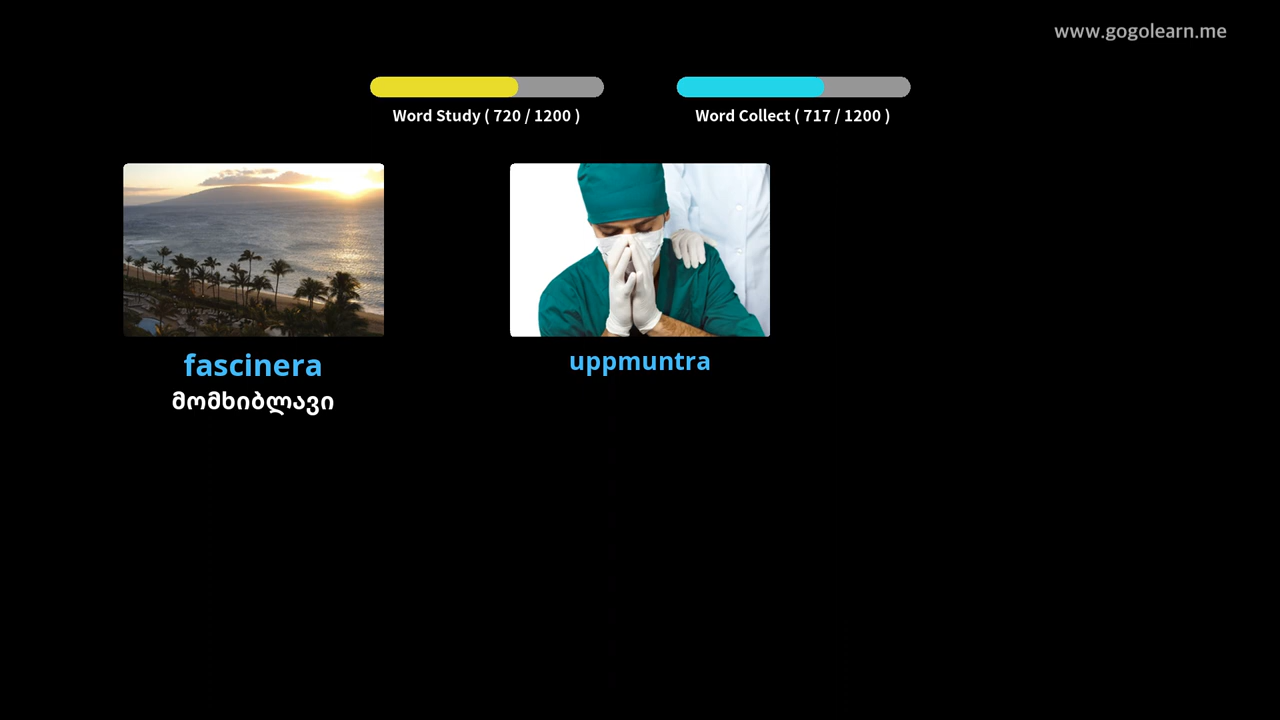 www.gogolearn.me
Word Study ( 720 / 1200 )
Word Collect ( 717 / 1200 )
fascinera
მომხიბლავი
uppmuntra